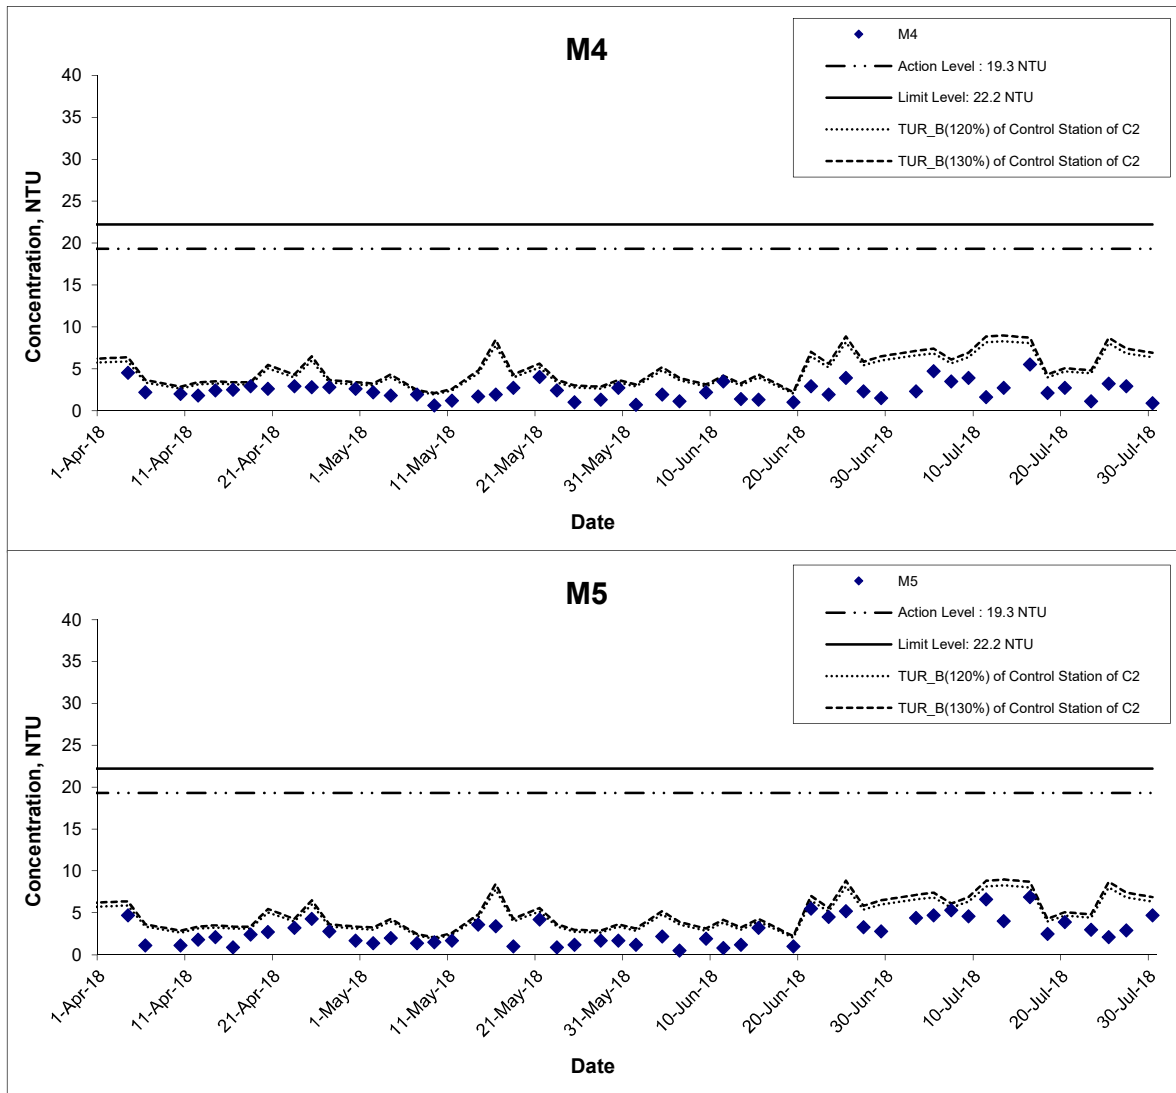 M4
M4
Action Level : 19.3 NTU
Limit Level: 22.2 NTU
TUR_B(120%) of Control Station of C2
TUR_B(130%) of Control Station of C2
Concentration, NTU
40
35
30
25
20
15
10
5
0
1-Apr-18
11-Apr-18
21-Apr-18
1-May-18
11-May-18
21-May-18
31-May-18
10-Jun-18
20-Jun-18
30-Jun-18
10-Jul-18
20-Jul-18
30-Jul-18
Date
M5
M5
Action Level : 19.3 NTU
Limit Level: 22.2 NTU
TUR_B(120%) of Control Station of C2
TUR_B(130%) of Control Station of C2
Concentration, NTU
40
35
30
25
20
15
10
5
0
1-Apr-18
11-Apr-18
21-Apr-18
1-May-18
11-May-18
21-May-18
31-May-18
10-Jun-18
20-Jun-18
30-Jun-18
10-Jul-18
20-Jul-18
30-Jul-18
Date